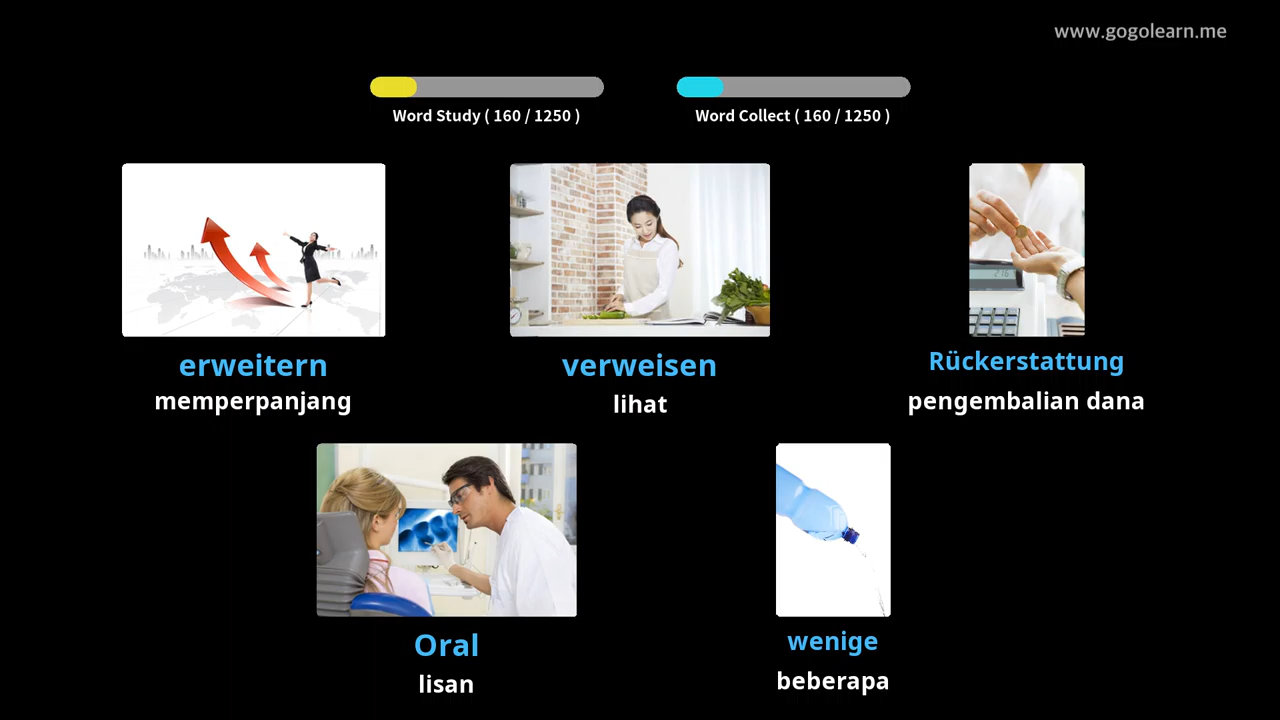 www.gogolearn.me
Word Study ( 160 / 1250 )
Word Collect ( 160 / 1250 )
erweitern
memperpanjang
verweisen
lihat
Rückerstattung
pengembalian dana
Oral
lisan
wenige
beberapa